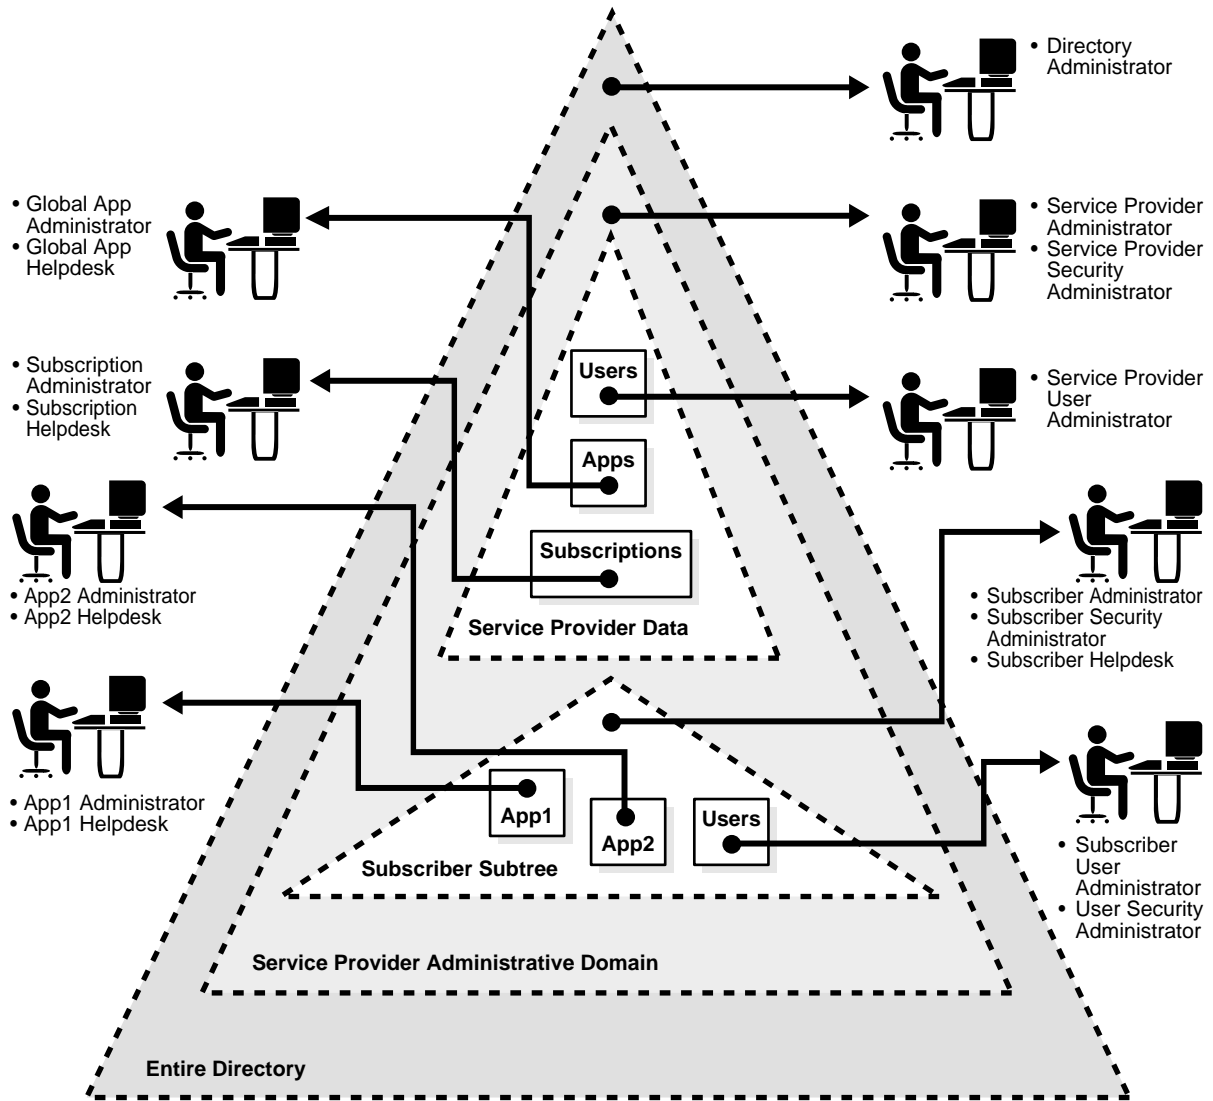 • Directory
Administrator
• Global App
Administrator
• Global App
Helpdesk
• Service Provider
Administrator
• Service Provider
Security
Administrator
• Subscription
Administrator
• Subscription
Helpdesk
Users
• Service Provider
User
Administrator
Apps
Subscriptions
• App2 Administrator
• App2 Helpdesk
• Subscriber Administrator
• Subscriber Security
Administrator
• Subscriber Helpdesk
Service Provider Data
• App1 Administrator
• App1 Helpdesk
App1
App2
Users
• Subscriber
User
Administrator
• User Security
Administrator
Subscriber Subtree
Service Provider Administrative Domain
Entire Directory